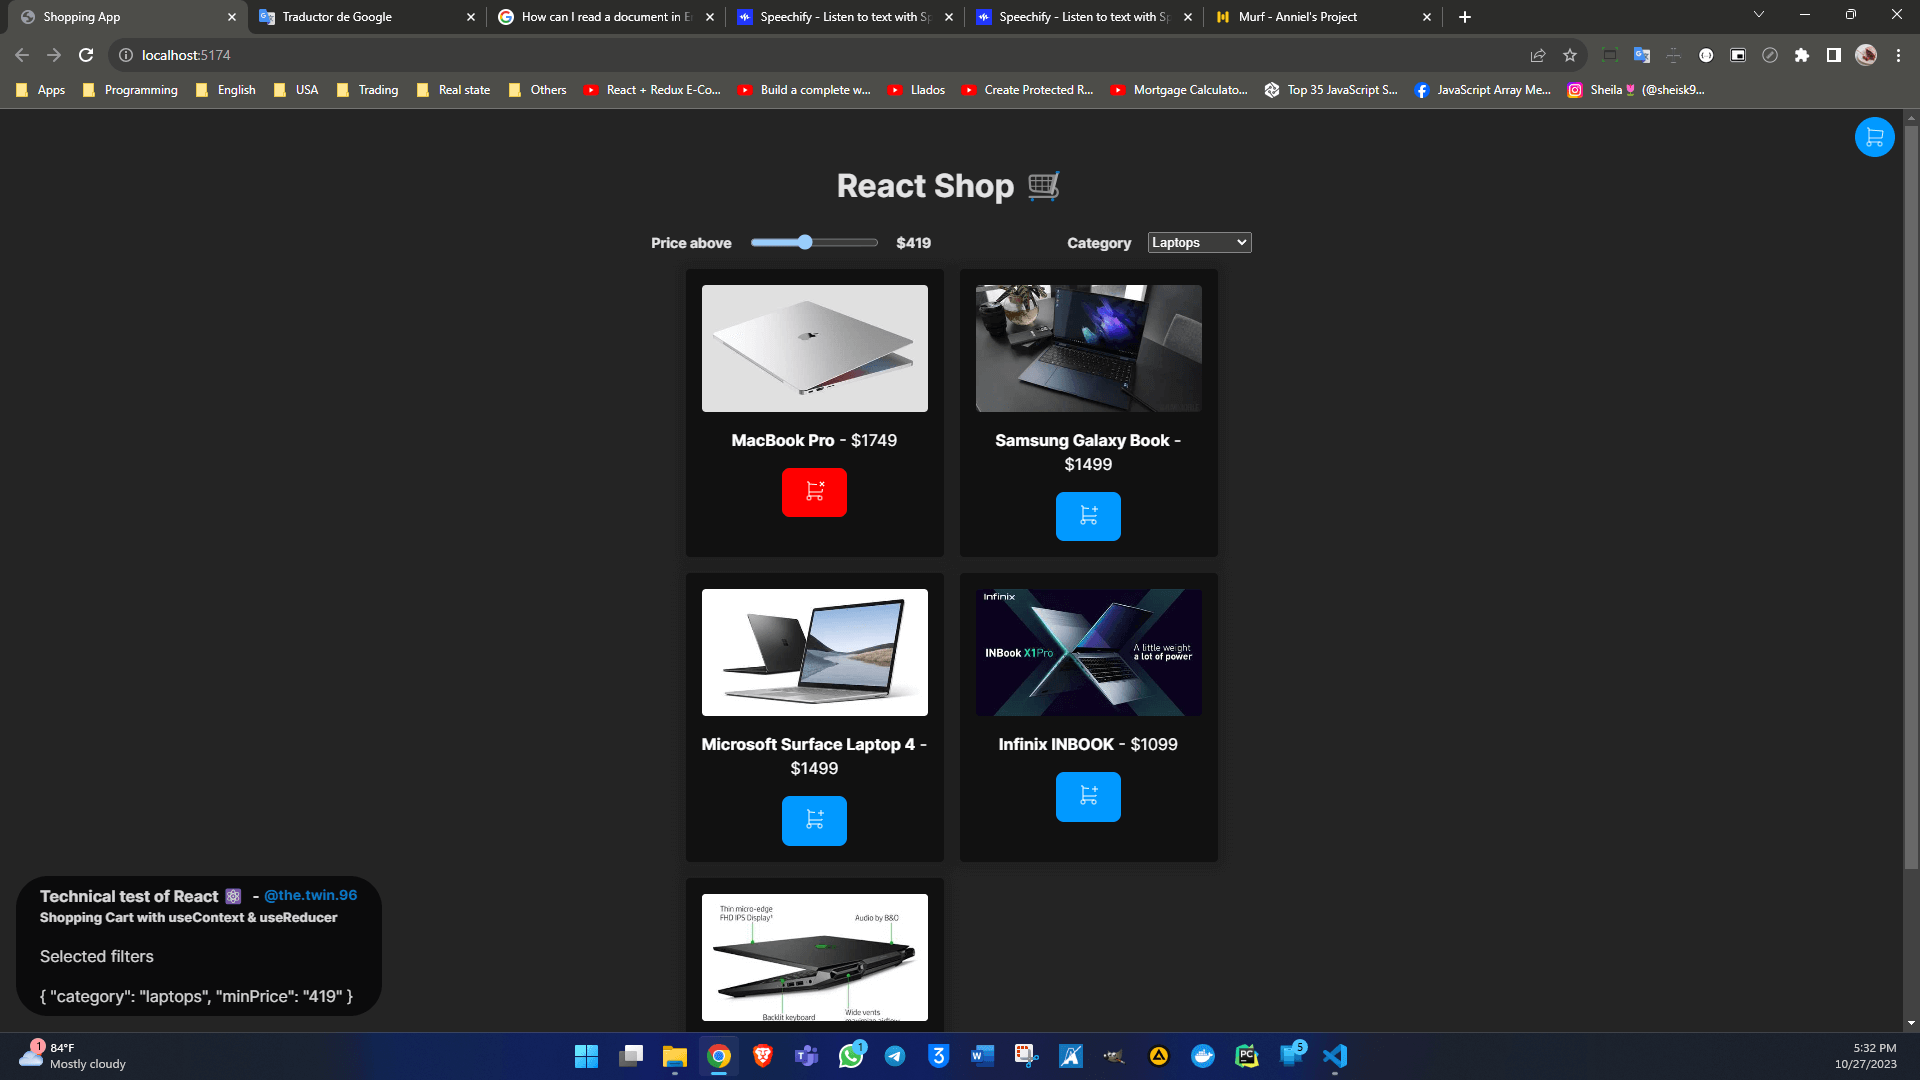 Shopping App
Traductor de Google
How can I read a document in E
Speechify - Listen to text with Sp
Speechify - Listen to text with Sp
Murf - Anniel's Project
localhost:5174
Apps
Programming
English
USA
Trading
Real state
Others
React + Redux E-Co...
Build a complete w...
Llados
Create Protected R...
Mortgage Calculato...
Top 35 JavaScript S...
JavaScript Array Me...
Sheila🌷 (@sheisk9...
React Shop 🛒
Price above
$419
Category
Laptops
MacBook Pro - $1749
Samsung Galaxy Book -
$1499
Infinix
INBook X1Pro
A little weight
a lot of power
Microsoft Surface Laptop 4 -
$1499
Infinix INBOOK - $1099
Thin micro-edge
FHD IPS Display
Audio by B&O
Backlit keyboard
Wide vents
maximize airflow
Technical test of React ⚛️ - @the.twin.96
Shopping Cart with useContext & useReducer
Selected filters
{ "category": "laptops", "minPrice": "419" }
1
84°F
Mostly cloudy
1
5
5:32 PM
10/27/2023